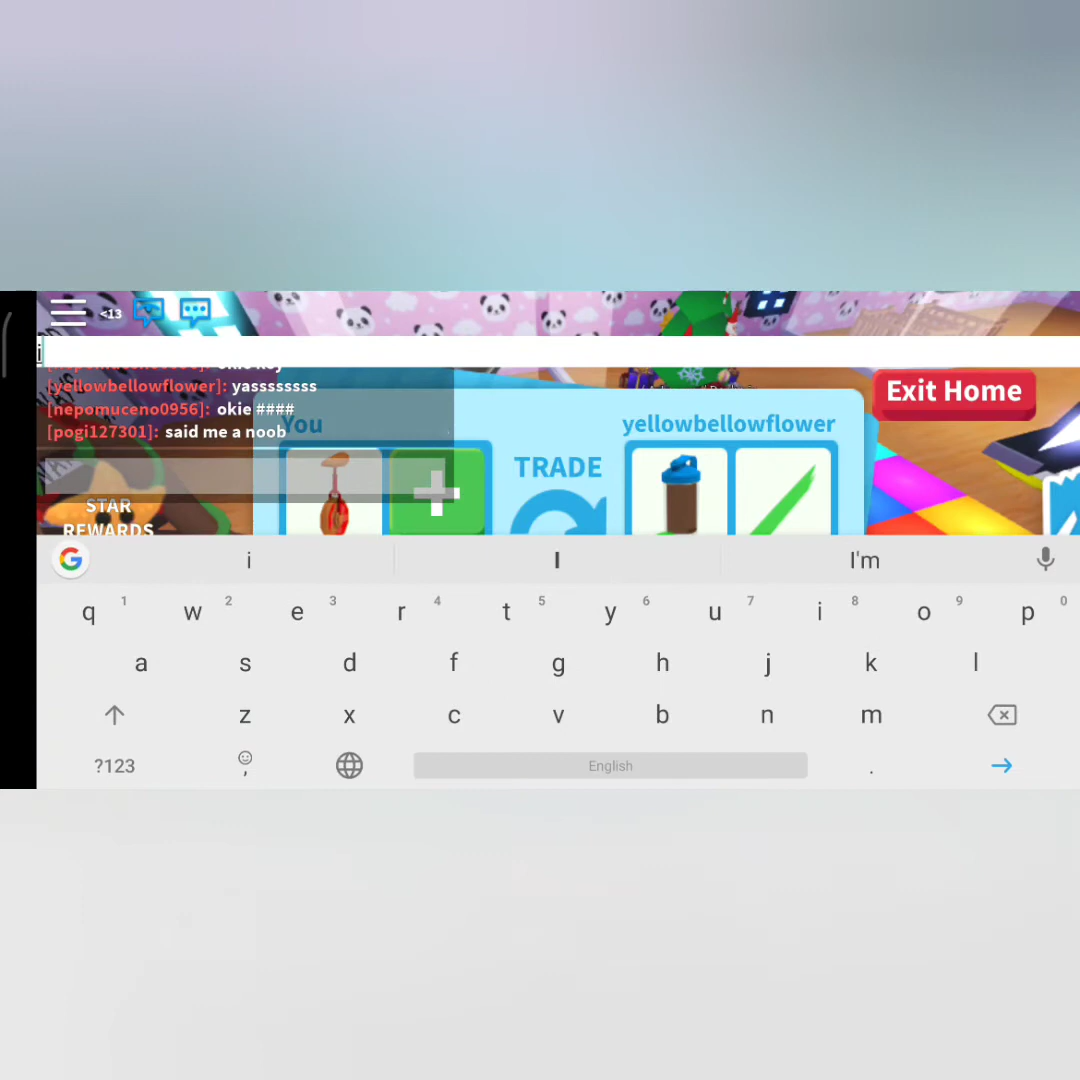 <13
i
[yellowbellowflower]: yassssssss
[nepomuceno0956]: okie ####
[pogi127301]: said me a noob
You
yellowbellowflower
TRADE
Exit Home
STAR
REWARDS
i I I'm
q 1 w 2 e 3 r 4 t 5 y 6 u 7 i 8 o 9 p 0
a s d f g h j k l
z x c v b n m
?123 , English .